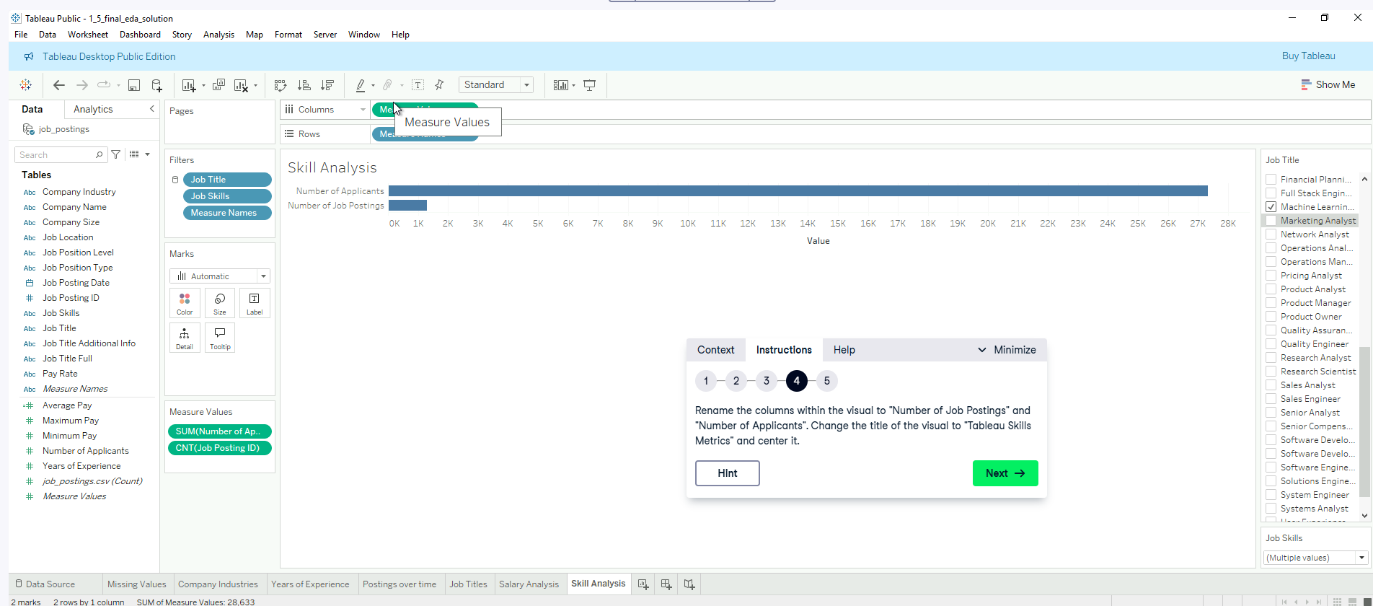 Tableau Public - 1_5_final_eda_solution
File Data Worksheet Dashboard Story Analysis Map Format Server Window Help
Tableau Desktop Public Edition
Buy Tableau
Standard
Show Me
Data
Analytics
job_postings
Search
Tables
Abc Company Industry
Abc Company Name
Abc Company Size
Abc Job Location
Abc Job Position Level
Abc Job Position Type
Job Posting Date
# Job Posting ID
Abc Job Skills
Abc Job Title
Abc Job Title Additional Info
Abc Job Title Full
Abc Pay Rate
Abc Measure Names
# Average Pay
# Maximum Pay
# Minimum Pay
# Number of Applicants
# Years of Experience
# job_postings.csv (Count)
# Measure Values
Pages
Filters
Job Title
Job Skills
Measure Names
Marks
Automatic
Color
Size
Label
Detail
Tooltip
Measure Values
SUM(Number of Ap..
CNT(Job Posting ID)
Columns
Measure Values
Rows
Skill Analysis
Number of Applicants
Number of Job Postings
0K 1K 2K 3K 4K 5K 6K 7K 8K 9K 10K 11K 12K 13K 14K 15K 16K 17K 18K 19K 20K 21K 22K 23K 24K 25K 26K 27K 28K
Value
Context
Instructions
Help
Minimize
1 2 3 4 5
Rename the columns within the visual to "Number of Job Postings" and
"Number of Applicants". Change the title of the visual to "Tableau Skills
Metrics" and center it.
Hint
Next →
Job Title
Financial Planni...
Full Stack Engin...
Machine Learnin...
Marketing Analyst
Network Analyst
Operations Anal...
Operations Man...
Pricing Analyst
Product Analyst
Product Manager
Product Owner
Quality Assuran...
Quality Engineer
Research Analyst
Research Scientist
Sales Analyst
Sales Engineer
Senior Analyst
Senior Compens...
Software Develo...
Software Develo...
Software Engine...
Solutions Engine...
System Engineer
Systems Analyst
Job Skills
(Multiple values)
Data Source
Missing Values
Company Industries
Years of Experience
Postings over time
Job Titles
Salary Analysis
Skill Analysis
2 marks 2 rows by 1 column SUM of Measure Values: 28,633